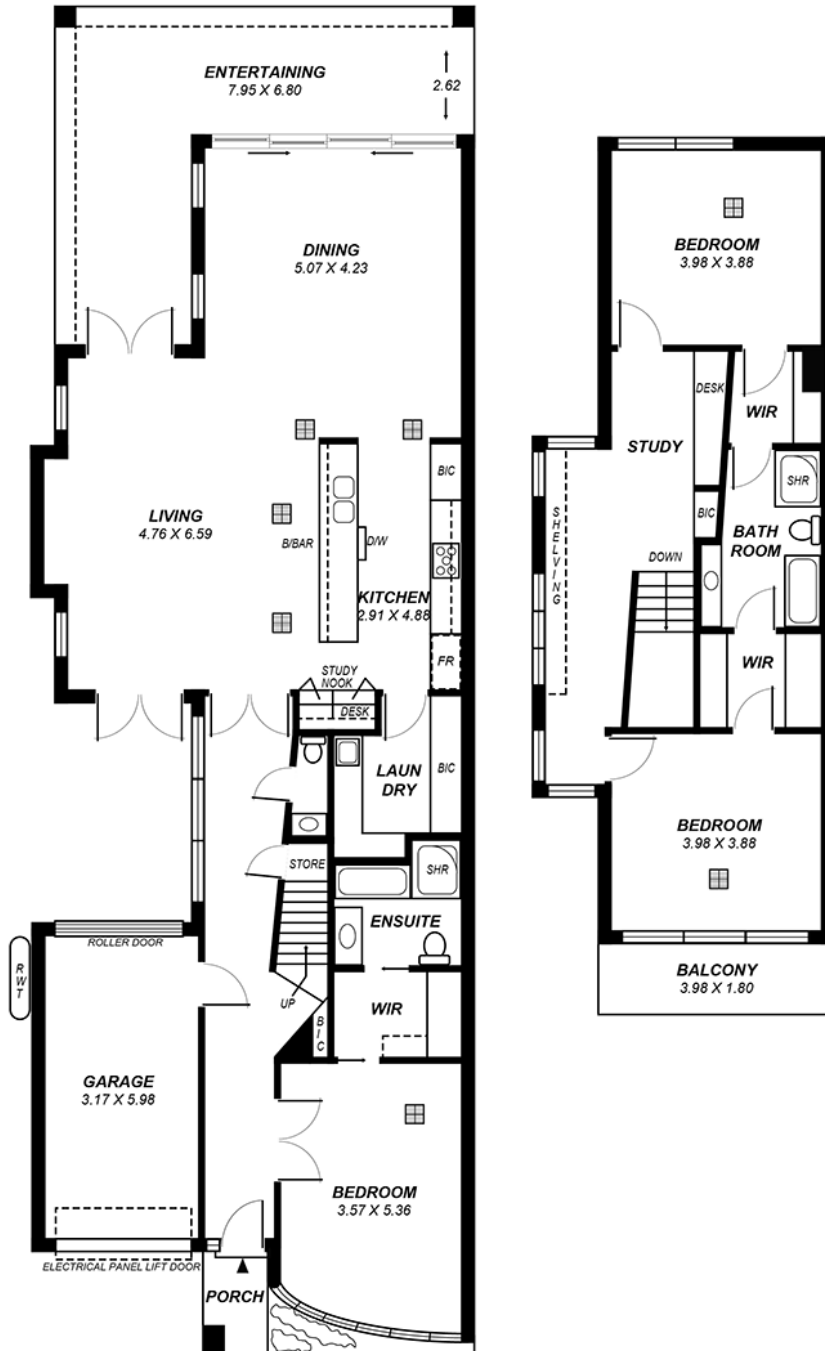 ENTERTAINING
7.95 X 6.80
2.62
DINING
5.07 X 4.23
LIVING
4.76 X 6.59
B/BAR
D/W
BIC
KITCHEN
2.91 X 4.88
FR
STUDY
NOOK
DESK
LAUN
DRY
BIC
STORE
SHR
ENSUITE
UP
WIR
BIC
ROLLER DOOR
RWT
GARAGE
3.17 X 5.98
BEDROOM
3.57 X 5.36
ELECTRICAL PANEL LIFT DOOR
PORCH
BEDROOM
3.98 X 3.88
DESK
WIR
STUDY
SHR
BIC
BATH
ROOM
SHELVING
DOWN
WIR
BEDROOM
3.98 X 3.88
BALCONY
3.98 X 1.80